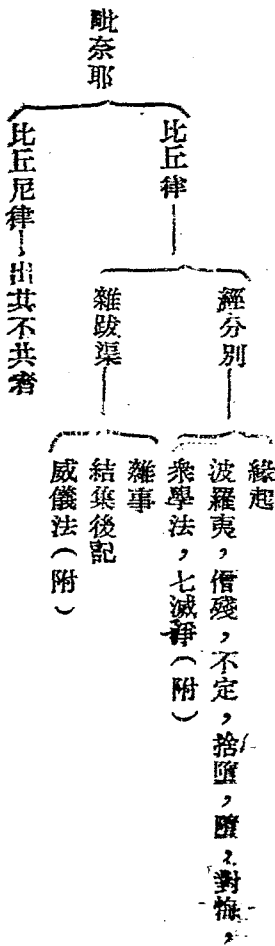 毗奈耶
比丘律
經分別
緣起
波羅夷，僧殘，不定，捨墮，墮，對悔，
衆學法，七滅諍（附）
雜跋渠
雜事
結集後記
威儀法（附）
比丘尼律－出其不共者